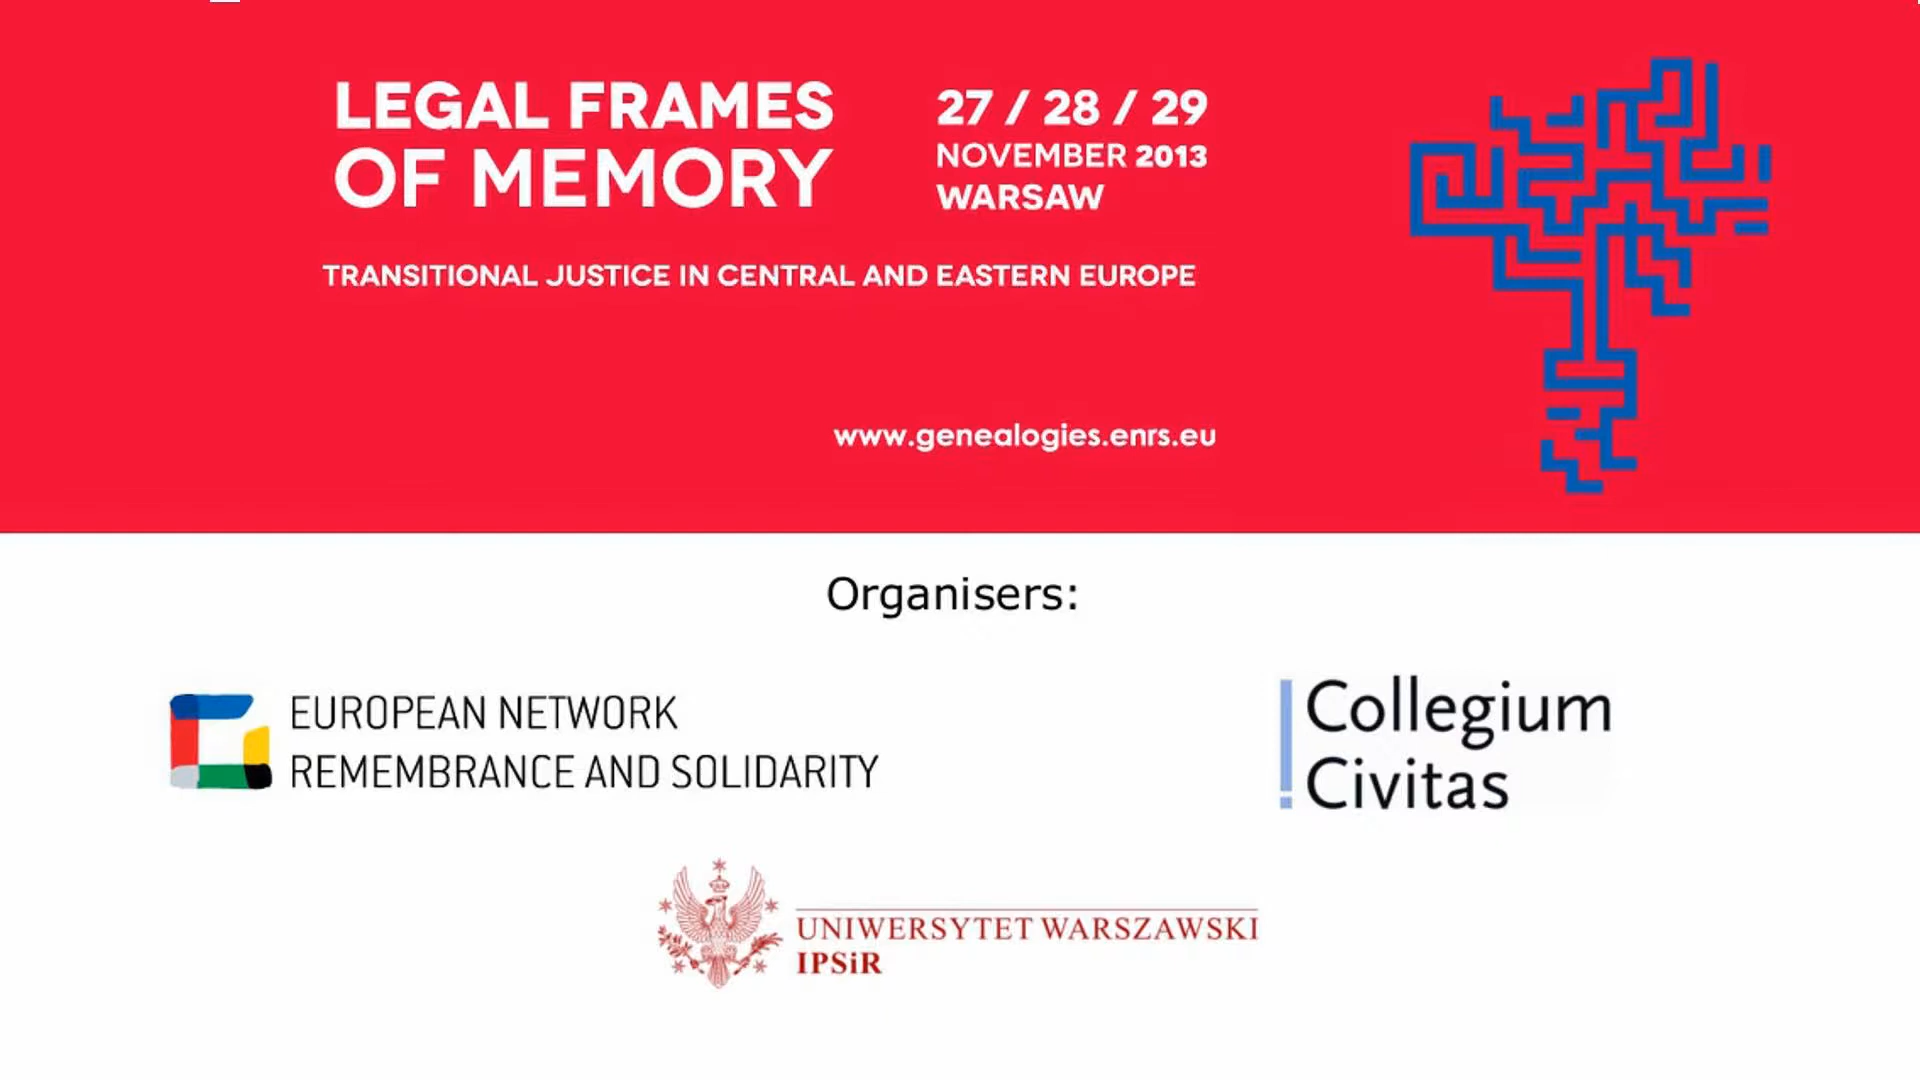 LEGAL FRAMES
OF MEMORY
27 / 28 / 29
NOVEMBER 2013
WARSAW
TRANSITIONAL JUSTICE IN CENTRAL AND EASTERN EUROPE
www.genealogies.enrs.eu
Organisers:
EUROPEAN NETWORK
REMEMBRANCE AND SOLIDARITY
Collegium
Civitas
UNIWERSYTET WARSZAWSKI
IPSiR